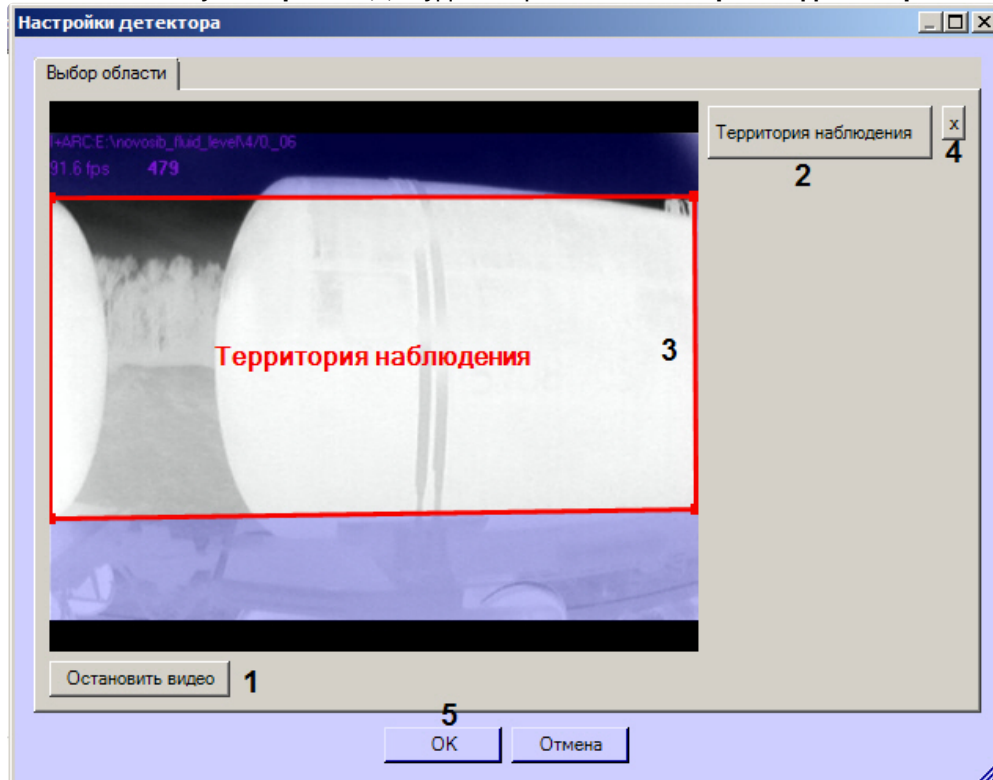 Настройки детектора
Выбор области
I+ARC:E:\novosib_fluid_level\4/0._06
91.6 fps 479
Территория наблюдения
x
2
4
Территория наблюдения
3
Остановить видео
1
5
OK
Отмена